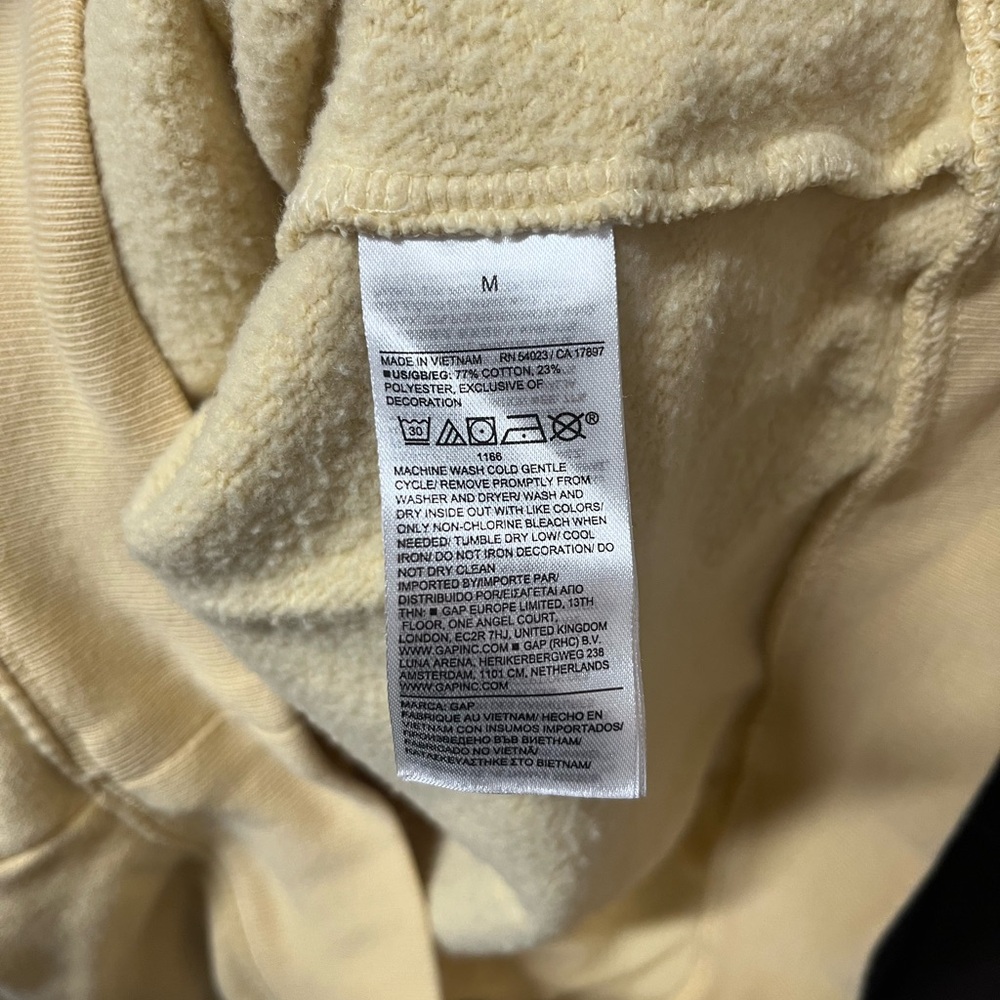 M
MADE IN VIETNAM RN 54023 / CA 17897
■US/GB/EG: 77% COTTON, 23%
POLYESTER, EXCLUSIVE OF
DECORATION
30 ®
1166
MACHINE WASH COLD GENTLE
CYCLE/ REMOVE PROMPTLY FROM
WASHER AND DRYER/ WASH AND
DRY INSIDE OUT WITH LIKE COLORS/
ONLY NON-CHLORINE BLEACH WHEN
NEEDED/ TUMBLE DRY LOW/ COOL
IRON/ DO NOT IRON DECORATION/ DO
NOT DRY CLEAN
IMPORTED BY/IMPORTE PAR/
DISTRIBUIDO POR/ΕΙΣΑΓΕΤΑΙ ΑΠΟ
ΤΗΝ: ■ GAP EUROPE LIMITED, 13TH
FLOOR, ONE ANGEL COURT,
LONDON, EC2R 7HJ, UNITED KINGDOM
WWW.GAPINC.COM ■ GAP (RHC) B.V.
LUNA ARENA, HERIKERBERGWEG 238
AMSTERDAM, 1101 CM, NETHERLANDS
WWW.GAPINC.COM
MARCA: GAP
FABRIQUE AU VIETNAM/ HECHO EN
VIETNAM CON INSUMOS IMPORTADOS/
ПРОИЗВЕДЕНО ВЪВ ВИЕТНАМ/
FABRICADO NO VIETNÃ/
ΚΑΤΑΣΚΕΥΑΣΤΗΚΕ ΣΤΟ ΒΙΕΤΝΑΜ/